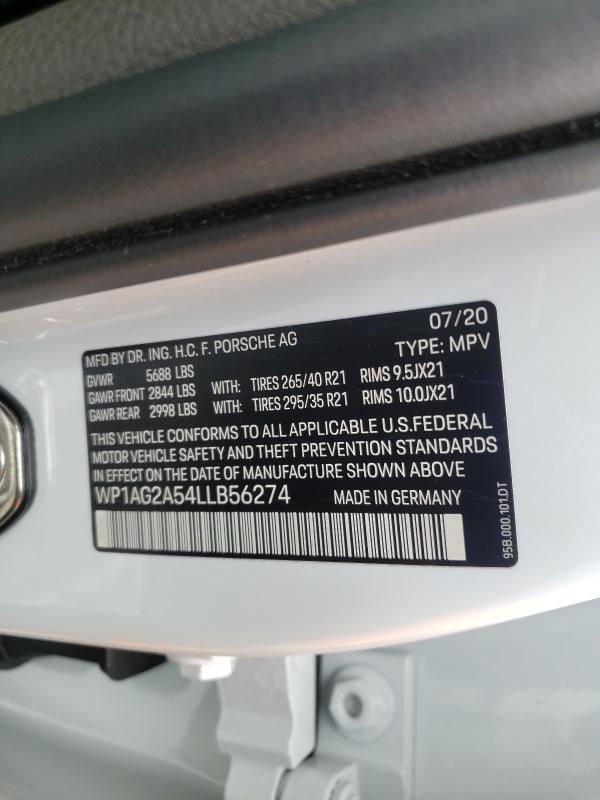 07/20
MFD BY DR. ING. H.C. F. PORSCHE AG
TYPE: MPV
GVWR 5688 LBS
GAWR FRONT 2844 LBS WITH: TIRES 265/40 R21 RIMS 9.5JX21
GAWR REAR 2998 LBS WITH: TIRES 295/35 R21 RIMS 10.0JX21
THIS VEHICLE CONFORMS TO ALL APPLICABLE U.S.FEDERAL
MOTOR VEHICLE SAFETY AND THEFT PREVENTION STANDARDS
IN EFFECT ON THE DATE OF MANUFACTURE SHOWN ABOVE
WP1AG2A54LLB56274 MADE IN GERMANY
95B.000.101.DT